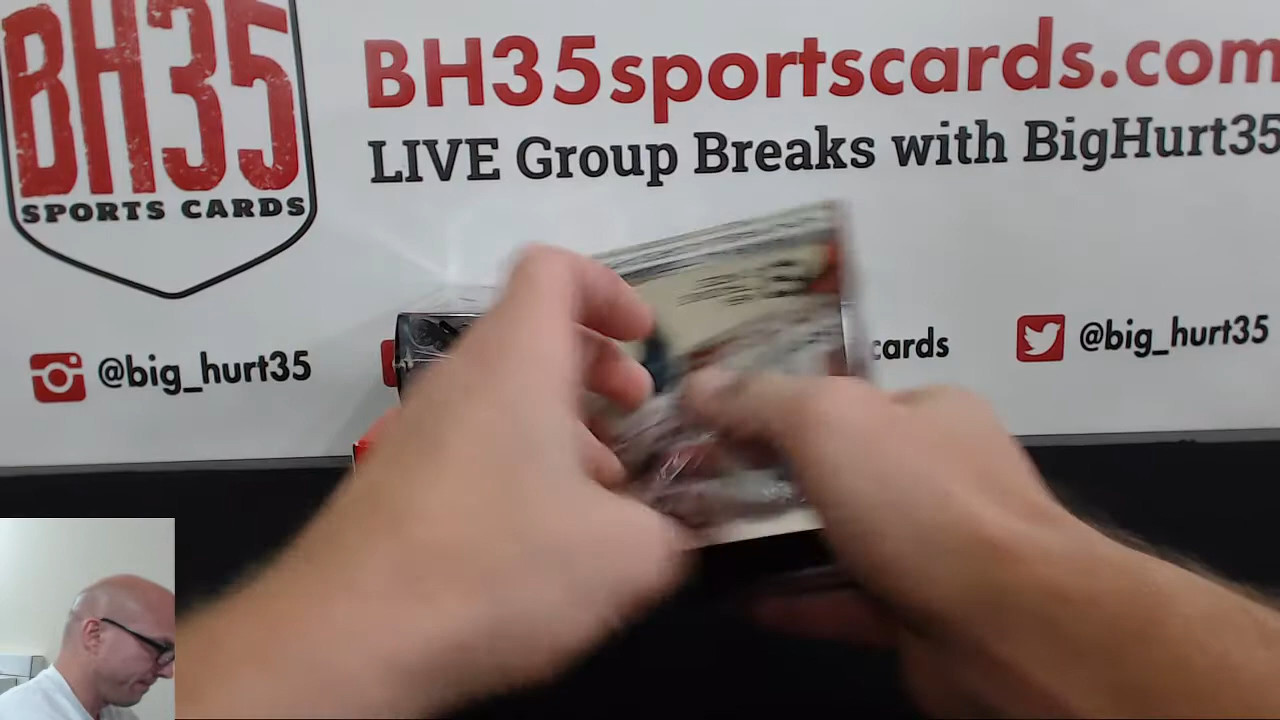 BH35
SPORTS CARDS
BH35sportscards.com
LIVE Group Breaks with BigHurt35
@big_hurt35
cards
@big_hurt35